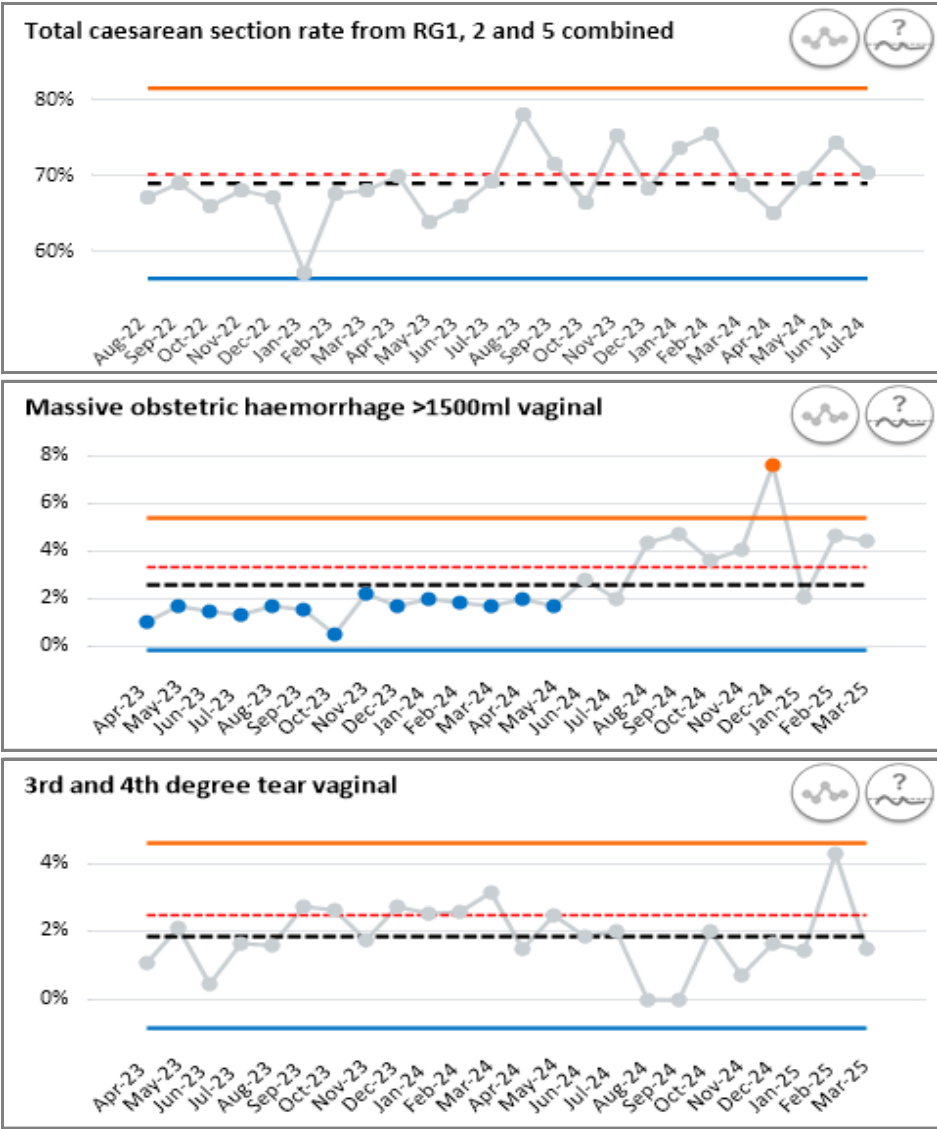 Total caesarean section rate from RG1, 2 and 5 combined
?
80%
70%
60%
Aug-22
Sep-22
Oct-22
Nov-22
Dec-22
Jan-23
Feb-23
Mar-23
Apr-23
May-23
Jun-23
Jul-23
Aug-23
Sep-23
Oct-23
Nov-23
Dec-23
Jan-24
Feb-24
Mar-24
Apr-24
May-24
Jun-24
Jul-24
Massive obstetric haemorrhage >1500ml vaginal
?
8%
6%
4%
2%
0%
Apr-23
May-23
Jun-23
Jul-23
Aug-23
Sep-23
Oct-23
Nov-23
Dec-23
Jan-24
Feb-24
Mar-24
Apr-24
May-24
Jun-24
Jul-24
Aug-24
Sep-24
Oct-24
Nov-24
Dec-24
Jan-25
Feb-25
Mar-25
3rd and 4th degree tear vaginal
?
4%
2%
0%
Apr-23
May-23
Jun-23
Jul-23
Aug-23
Sep-23
Oct-23
Nov-23
Dec-23
Jan-24
Feb-24
Mar-24
Apr-24
May-24
Jun-24
Jul-24
Aug-24
Sep-24
Oct-24
Nov-24
Dec-24
Jan-25
Feb-25
Mar-25